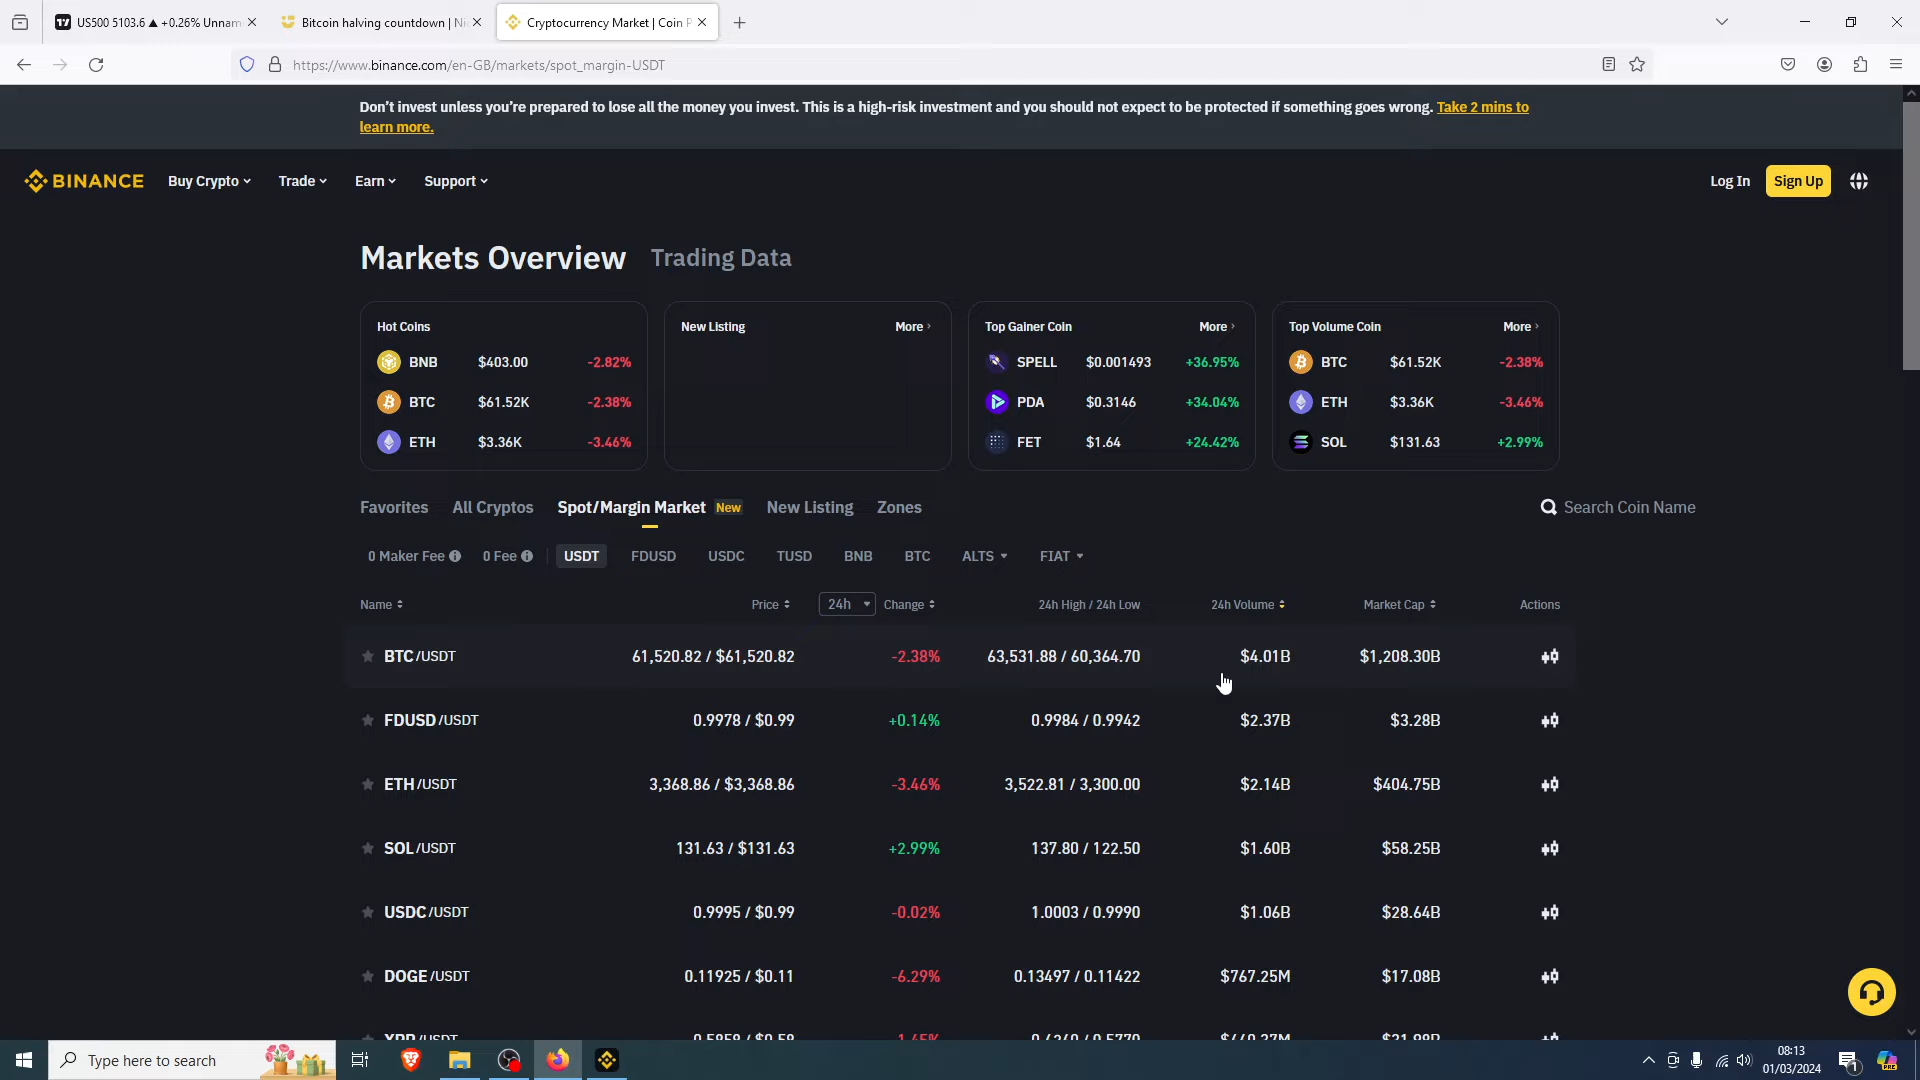 US500 5103.6 ▲ +0.26% Unnam
Bitcoin halving countdown | Ni
Cryptocurrency Market | Coin P
https://www.binance.com/en-GB/markets/spot_margin-USDT
Don't invest unless you're prepared to lose all the money you invest. This is a high-risk investment and you should not expect to be protected if something goes wrong. Take 2 mins to
learn more.
BINANCE Buy Crypto Trade Earn Support Log In Sign Up
Markets Overview Trading Data
Hot Coins
BNB $403.00 -2.82%
BTC $61.52K -2.38%
ETH $3.36K -3.46%
New Listing More
Top Gainer Coin More
SPELL $0.001493 +36.95%
PDA $0.3146 +34.04%
FET $1.64 +24.42%
Top Volume Coin More
BTC $61.52K -2.38%
ETH $3.36K -3.46%
SOL $131.63 +2.99%
Favorites All Cryptos Spot/Margin Market New New Listing Zones Search Coin Name
0 Maker Fee 0 Fee USDT FDUSD USDC TUSD BNB BTC ALTS FIAT
Name Price 24h Change 24h High / 24h Low 24h Volume Market Cap Actions
BTC/USDT 61,520.82 / $61,520.82 -2.38% 63,531.88 / 60,364.70 $4.01B $1,208.30B
FDUSD/USDT 0.9978 / $0.99 +0.14% 0.9984 / 0.9942 $2.37B $3.28B
ETH/USDT 3,368.86 / $3,368.86 -3.46% 3,522.81 / 3,300.00 $2.14B $404.75B
SOL/USDT 131.63 / $131.63 +2.99% 137.80 / 122.50 $1.60B $58.25B
USDC/USDT 0.9995 / $0.99 -0.02% 1.0003 / 0.9990 $1.06B $28.64B
DOGE/USDT 0.11925 / $0.11 -6.29% 0.13497 / 0.11422 $767.25M $17.08B
XRP/USDT
Type here to search
08:13
01/03/2024
1
PRE